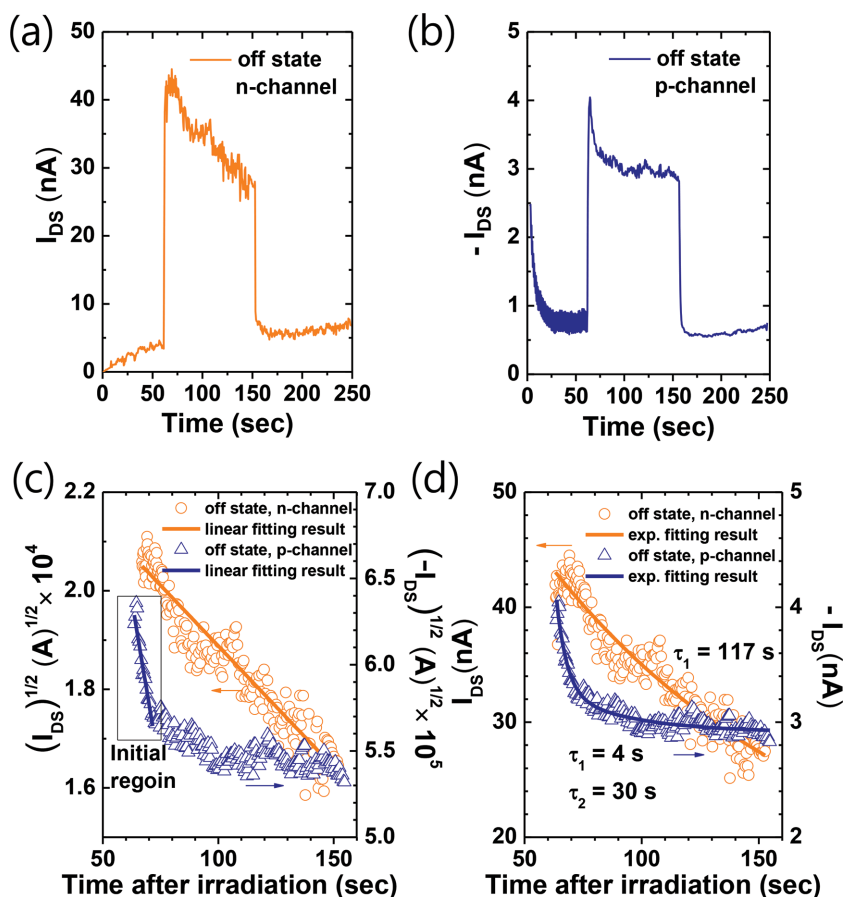 (a)
50
40
30
20
10
0
I_DS (nA)
off state
n-channel
0 50 100 150 200 250
Time (sec)
(b)
5
4
3
2
1
0
- I_DS (nA)
off state
p-channel
0 50 100 150 200 250
Time (sec)
(c)
2.2
2.0
1.8
1.6
(I_DS)^1/2 (A)^1/2 × 10^4
off state, n-channel
linear fitting result
off state, p-channel
linear fitting result
Initial
regoin
7.0
6.5
6.0
5.5
5.0
(-I_DS)^1/2 (A)^1/2 × 10^5
50 100 150
Time after irradiation (sec)
(d)
50
40
30
20
I_DS(nA)
off state, n-channel
exp. fitting result
off state, p-channel
exp. fitting result
τ_1 = 117 s
τ_1 = 4 s
τ_2 = 30 s
5
4
3
2
- I_DS(nA)
50 100 150
Time after irradiation (sec)